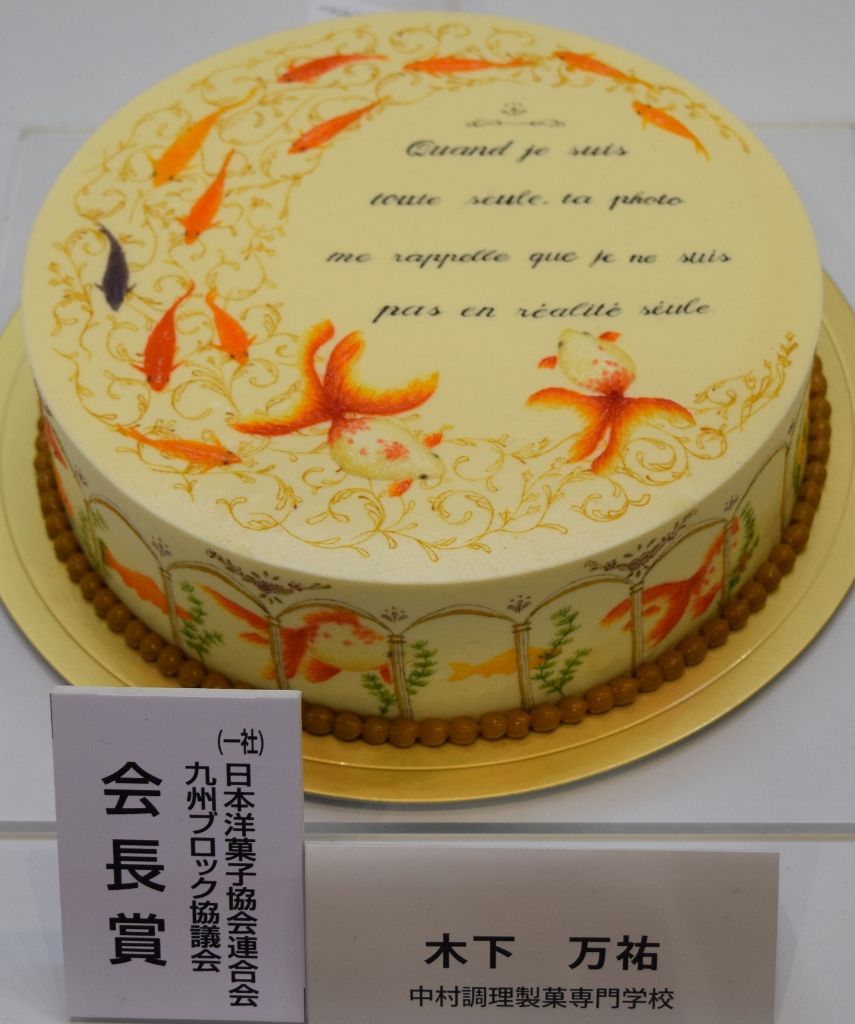 Quand je suis
toute seule, ta photo
me rappelle que je ne suis
pas en réalité séule.
(一社)
日本洋菓子協会連合会
九州ブロック協議会
会長賞
木下 万祐
中村調理製菓専門学校